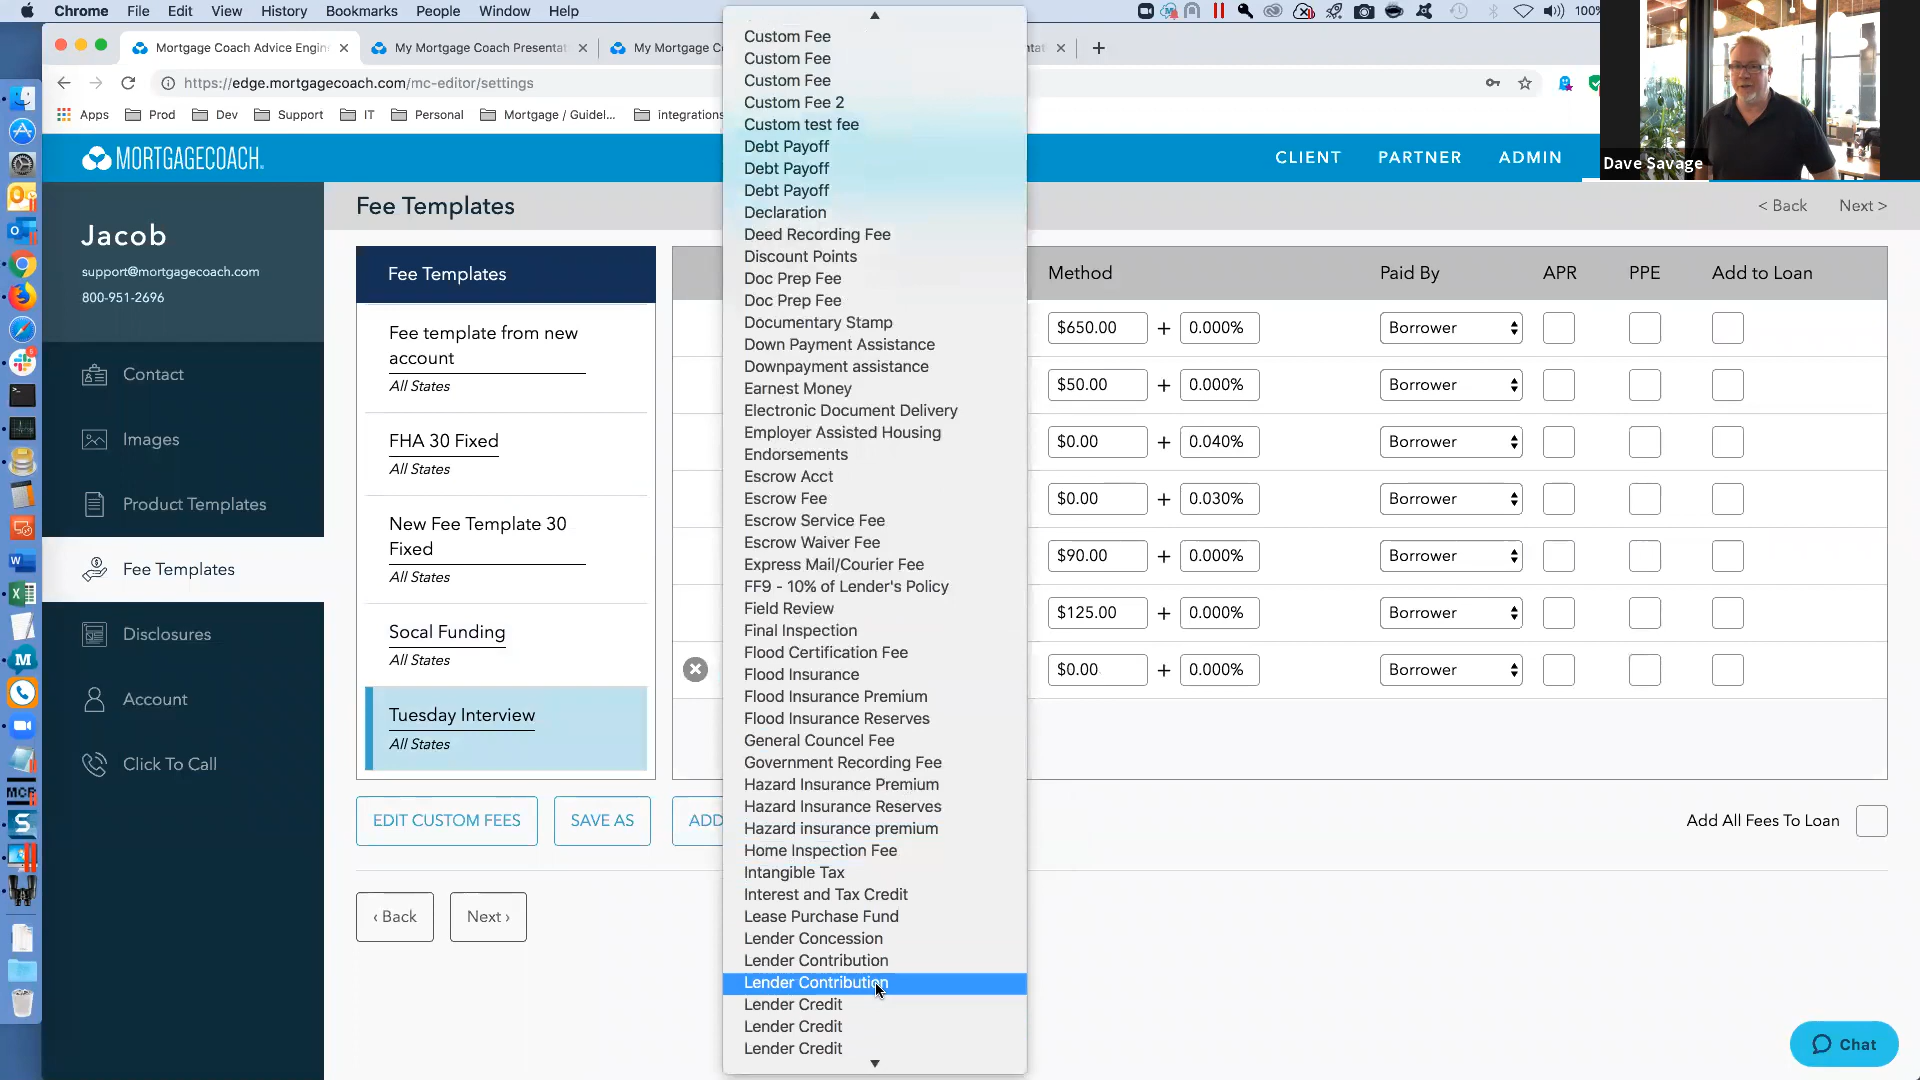 Chrome File Edit View History Bookmarks People Window Help 100%
Mortgage Coach Advice Engin
My Mortgage Coach Presentat
My Mortgage C
ntat
https://edge.mortgagecoach.com/mc-editor/settings
Apps Prod Dev Support IT Personal Mortgage / Guidel... integrations
MORTGAGECOACH.
CLIENT PARTNER ADMIN
Dave Savage
Jacob
support@mortgagecoach.com
800-951-2696
Contact
Images
Product Templates
Fee Templates
Disclosures
Account
Click To Call
Fee Templates
< Back Next >
Fee Templates
Fee template from new
account
All States
FHA 30 Fixed
All States
New Fee Template 30
Fixed
All States
Socal Funding
All States
Tuesday Interview
All States
EDIT CUSTOM FEES SAVE AS ADD
‹ Back Next ›
Custom Fee
Custom Fee
Custom Fee
Custom Fee 2
Custom test fee
Debt Payoff
Debt Payoff
Debt Payoff
Declaration
Deed Recording Fee
Discount Points
Doc Prep Fee
Doc Prep Fee
Documentary Stamp
Down Payment Assistance
Downpayment assistance
Earnest Money
Electronic Document Delivery
Employer Assisted Housing
Endorsements
Escrow Acct
Escrow Fee
Escrow Service Fee
Escrow Waiver Fee
Express Mail/Courier Fee
FF9 - 10% of Lender's Policy
Field Review
Final Inspection
Flood Certification Fee
Flood Insurance
Flood Insurance Premium
Flood Insurance Reserves
General Councel Fee
Government Recording Fee
Hazard Insurance Premium
Hazard Insurance Reserves
Hazard insurance premium
Home Inspection Fee
Intangible Tax
Interest and Tax Credit
Lease Purchase Fund
Lender Concession
Lender Contribution
Lender Contribution
Lender Credit
Lender Credit
Lender Credit
Method Paid By APR PPE Add to Loan
$650.00 + 0.000% Borrower
$50.00 + 0.000% Borrower
$0.00 + 0.040% Borrower
$0.00 + 0.030% Borrower
$90.00 + 0.000% Borrower
$125.00 + 0.000% Borrower
$0.00 + 0.000% Borrower
Add All Fees To Loan
Chat